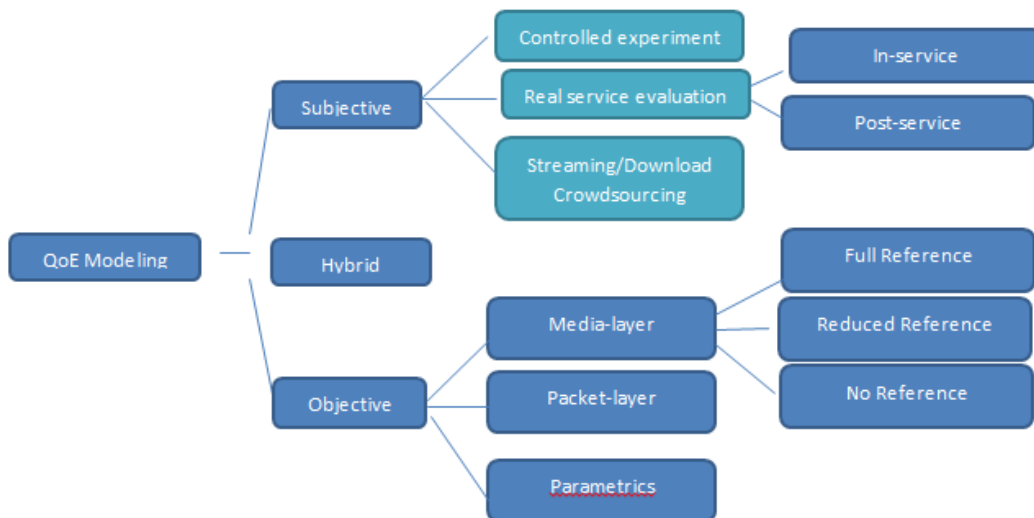 Controlled experiment
In-service
Real service evaluation
Subjective
Post-service
Streaming/Download
Crowdsourcing
QoE Modeling
Hybrid
Full Reference
Media-layer
Reduced Reference
No Reference
Packet-layer
Objective
Parametrics